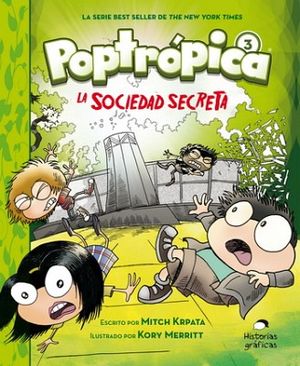 LA SERIE BEST SELLER DE THE NEW YORK TIMES
Poptrópica 3
LA SOCIEDAD SECRETA
ESCRITO POR MITCH KRPATA
ILUSTRADO POR KORY MERRITT
Historias
gráficas